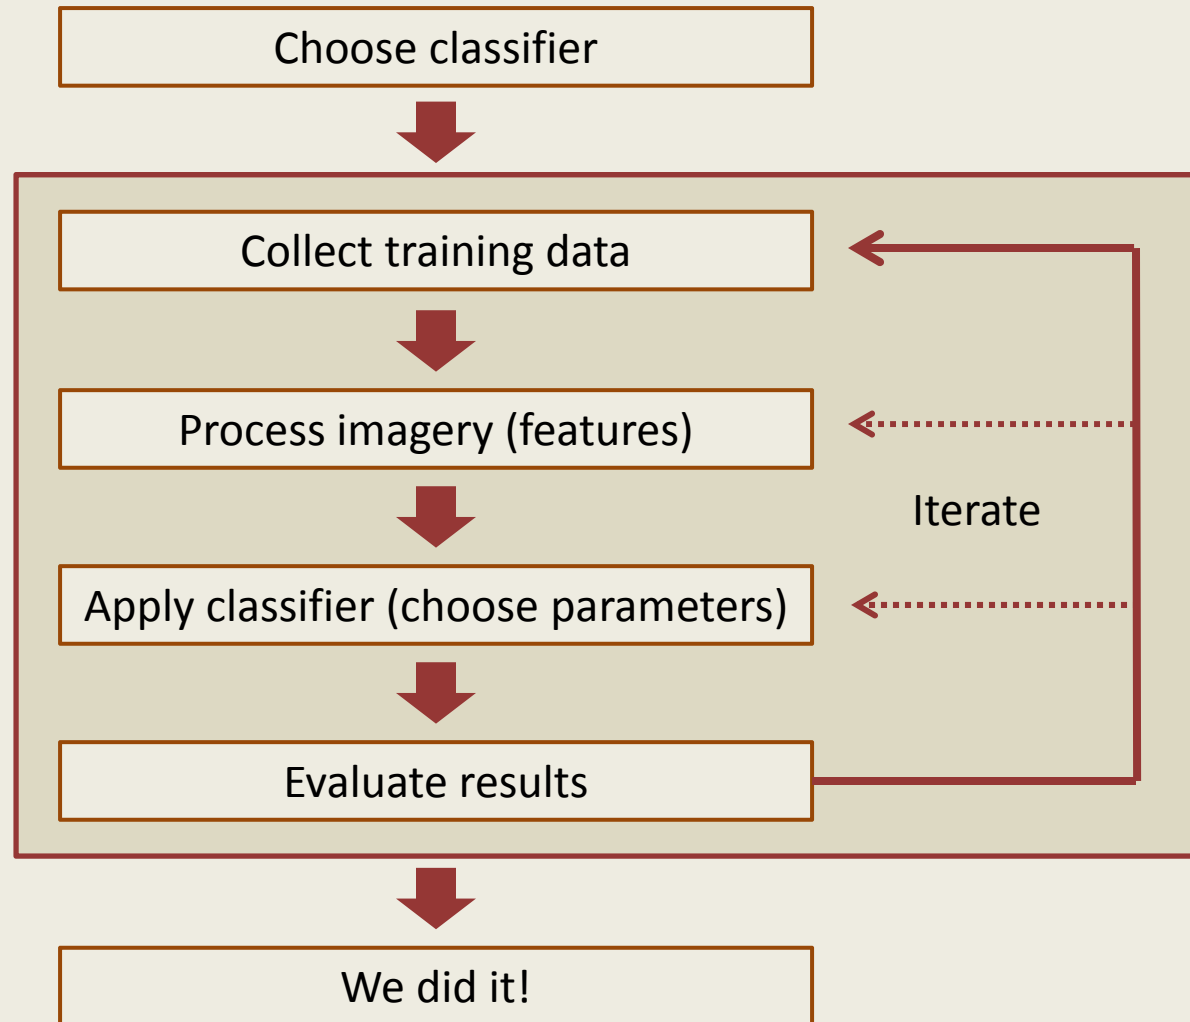 Choose classifier
Collect training data
Process imagery (features)
Iterate
Apply classifier (choose parameters)
Evaluate results
We did it!